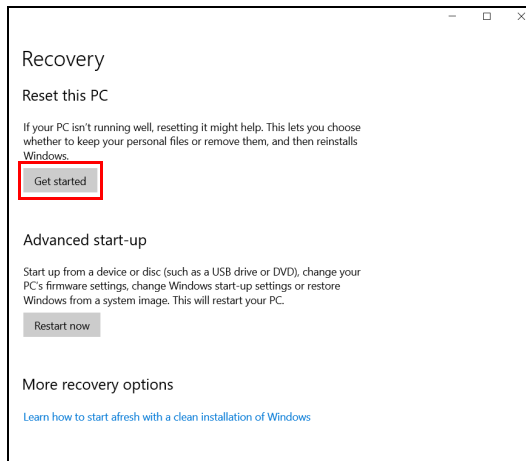 Recovery
Reset this PC
If your PC isn't running well, resetting it might help. This lets you choose
whether to keep your personal files or remove them, and then reinstalls
Windows.
Get started
Advanced start-up
Start up from a device or disc (such as a USB drive or DVD), change your
PC's firmware settings, change Windows start-up settings or restore
Windows from a system image. This will restart your PC.
Restart now
More recovery options
Learn how to start afresh with a clean installation of Windows